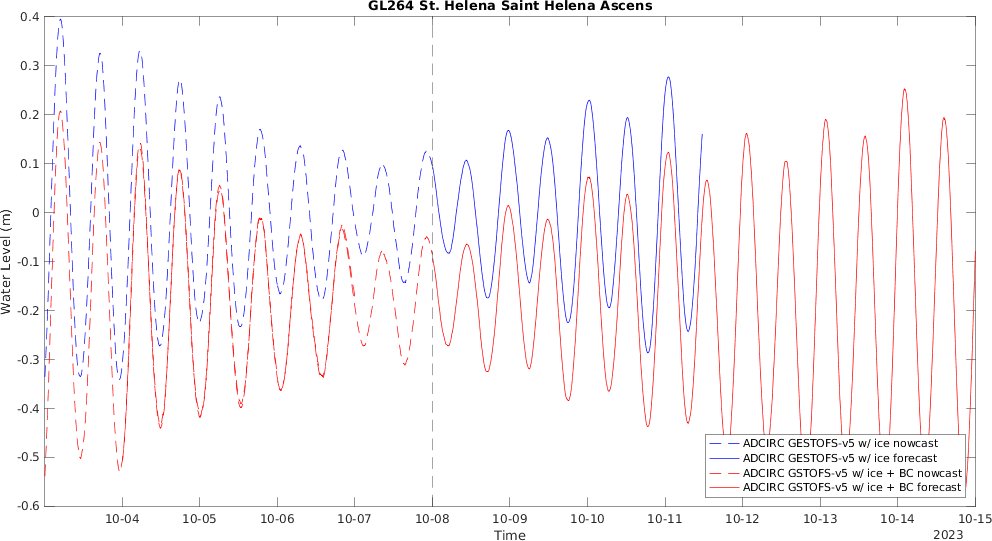 GL264 St. Helena Saint Helena Ascens
Water Level (m)
0.4
0.3
0.2
0.1
0
-0.1
-0.2
-0.3
-0.4
-0.5
-0.6
ADCIRC GESTOFS-v5 w/ ice nowcast
ADCIRC GESTOFS-v5 w/ ice forecast
ADCIRC GSTOFS-v5 w/ ice + BC nowcast
ADCIRC GSTOFS-v5 w/ ice + BC forecast
10-04 10-05 10-06 10-07 10-08 10-09 10-10 10-11 10-12 10-13 10-14 10-15
Time
2023